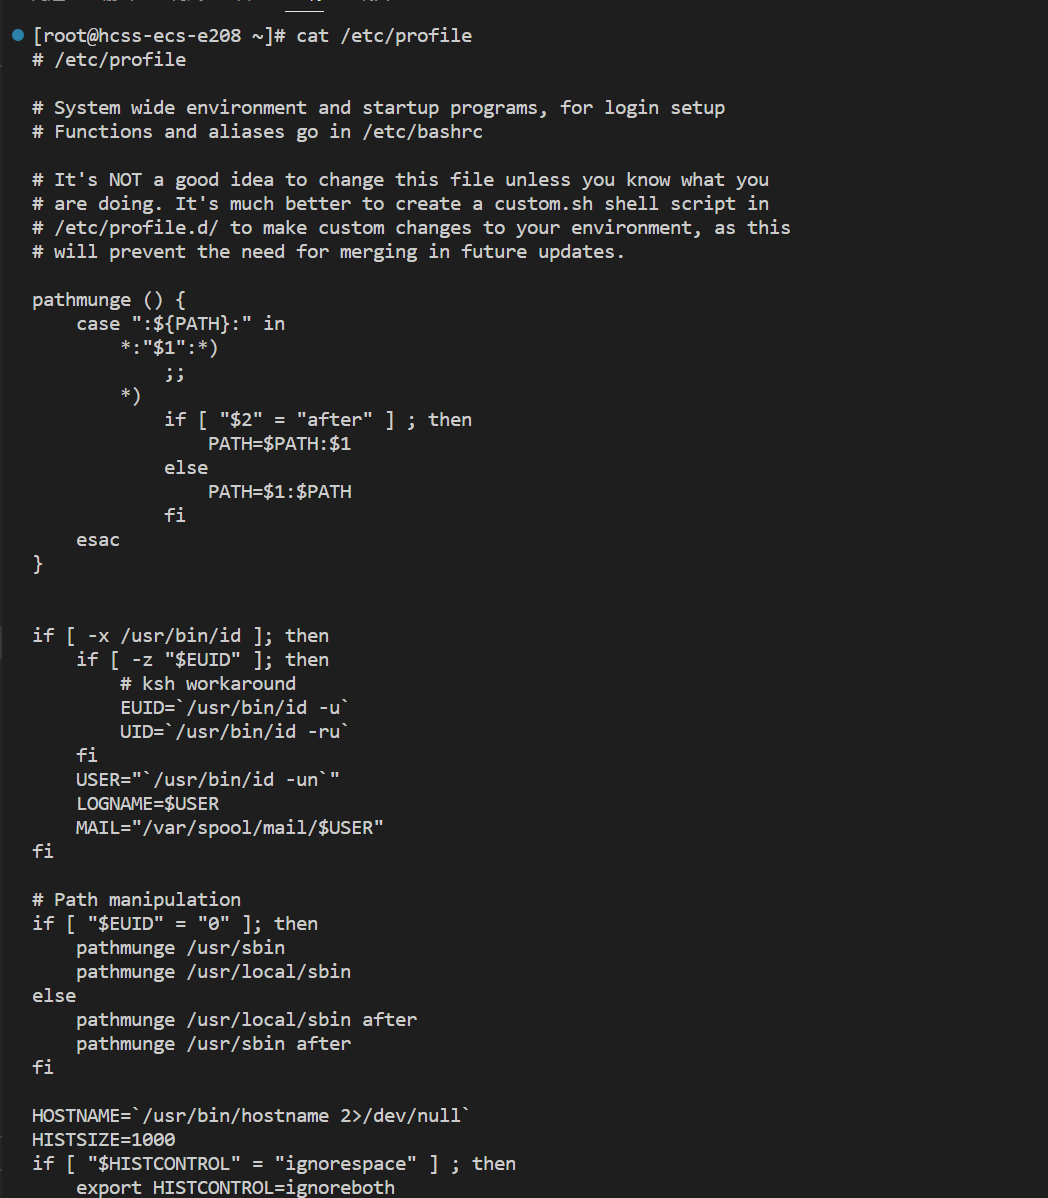 [root@hcss-ecs-e208 ~]# cat /etc/profile
# /etc/profile

# System wide environment and startup programs, for login setup
# Functions and aliases go in /etc/bashrc

# It's NOT a good idea to change this file unless you know what you
# are doing. It's much better to create a custom.sh shell script in
# /etc/profile.d/ to make custom changes to your environment, as this
# will prevent the need for merging in future updates.

pathmunge () {
    case ":${PATH}:" in
        *:"$1":*)
            ;;
        *)
            if [ "$2" = "after" ] ; then
                PATH=$PATH:$1
            else
                PATH=$1:$PATH
            fi
    esac
}


if [ -x /usr/bin/id ]; then
    if [ -z "$EUID" ]; then
        # ksh workaround
        EUID=`/usr/bin/id -u`
        UID=`/usr/bin/id -ru`
    fi
    USER="`/usr/bin/id -un`"
    LOGNAME=$USER
    MAIL="/var/spool/mail/$USER"
fi

# Path manipulation
if [ "$EUID" = "0" ]; then
    pathmunge /usr/sbin
    pathmunge /usr/local/sbin
else
    pathmunge /usr/local/sbin after
    pathmunge /usr/sbin after
fi

HOSTNAME=`/usr/bin/hostname 2>/dev/null`
HISTSIZE=1000
if [ "$HISTCONTROL" = "ignorespace" ] ; then
    export HISTCONTROL=ignoreboth